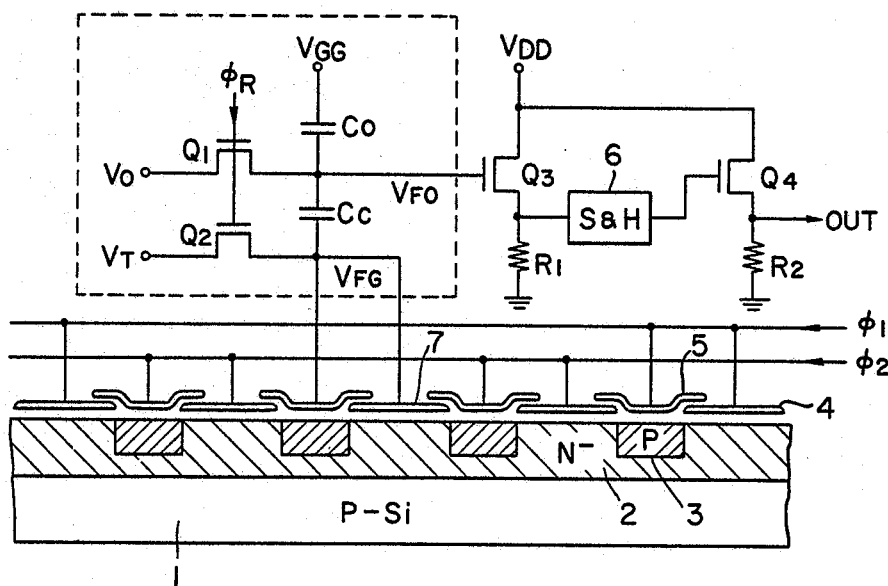 VGG
VDD
φR
Co
Q1
6
Vo
VFO
Q3
Q4
Cc
S&H
OUT
Q2
VT
VFG
R1
R2
φ1
7
5
φ2
4
P
N−
P-Si
2
3
1